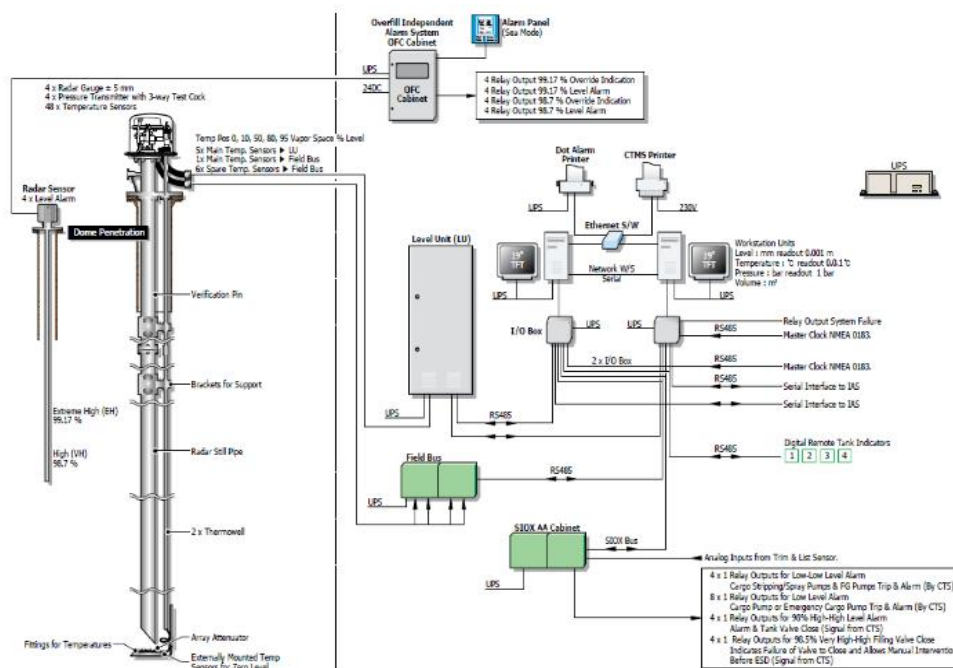 Overfill Independent
Alarm System
OFC Cabinet
Alarm Panel
(Sea Mode)
UPS
24DC
OFC
Cabinet
4 Relay Output 99.17 % Override Indication
4 Relay Output 99.17 % Level Alarm
4 Relay Output 98.7 % Override Indication
4 Relay Output 98.7 % Level Alarm
4 x Radar Gauge ± 5 mm
4 x Pressure Transmitter with 3-way Test Cock
48 x Temperature Sensors
Temp Pos 0, 10, 50, 80, 95 Vapor Space % Level
5x Main Temp. Sensors ▶ LU
1x Main Temp. Sensors ▶ Field Bus
6x Spare Temp. Sensors ▶ Field Bus
Radar Sensor
4 x Level Alarm
Dome Penetration
Verification Pin
Brackets for Support
Extreme High (EH)
99.17 %
High (VH)
98.7 %
Radar Still Pipe
2 x Thermowell
Array Attenuator
Fittings for Temperatures
Externally Mounted Temp
Sensors for Zero Level
Dot Alarm
Printer
CTMS Printer
UPS
UPS
230V
Ethernet S/W
Level Unit (LU)
19"
TFT
19"
TFT
Workstation Units
Level : mm readout 0.001 m
Temperature : °C readout 0.0.1°C
Pressure : bar readout 1 bar
Volume : m³
Network W/S
Serial
UPS
UPS
I/O Box
UPS
UPS
Relay Output System Failure
RS485
Master Clock NMEA 0183.
2 x I/O Box
RS485
Master Clock NMEA 0183.
RS485
Serial Interface to IAS
Serial Interface to IAS
UPS
RS485
RS485
Digital Remote Tank Indicators
1 2 3 4
RS485
Field Bus
RS485
UPS
SIOX AA Cabinet
SIOX Bus
Analog Inputs from Trim & List Sensor.
UPS
4 x 1 Relay Outputs for Low-Low Level Alarm
Cargo Stripping/Spray Pumps & FG Pumps Trip & Alarm (By CTS)
8 x 1 Relay Outputs for Low Level Alarm
Cargo Pump or Emergency Cargo Pump Trip & Alarm (By CTS)
4 x 1 Relay Outputs for 98% High-High Level Alarm
Alarm & Tank Valve Close (Signal from CTS)
4 x 1 Relay Outputs for 98.5% Very High-High Filling Valve Close
Indicates Failure of Valve to Close and Allows Manual Interventio
Before ESD (Signal from CTS)